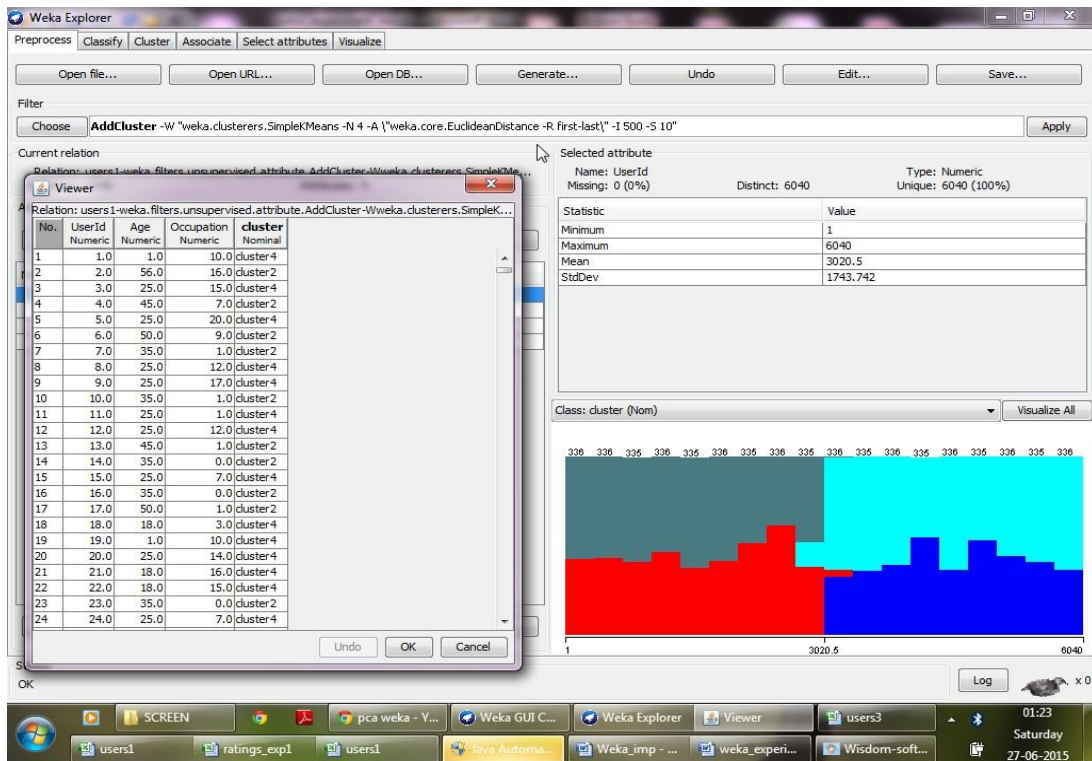 Weka Explorer
Preprocess Classify Cluster Associate Select attributes Visualize
Open file... Open URL... Open DB... Generate... Undo Edit... Save...
Filter
Choose AddCluster -W "weka.clusterers.SimpleKMeans -N 4 -A \"weka.core.EuclideanDistance -R first-last\" -I 500 -S 10" Apply
Current relation
Relation: users1-weka.filters.unsupervised.attribute.AddCluster-Wweka.clusterers.SimpleKMe...
Viewer
Relation: users1-weka.filters.unsupervised.attribute.AddCluster-Wweka.clusterers.SimpleK...
No. UserId Age Occupation cluster
Numeric Numeric Numeric Nominal
1 1.0 1.0 10.0 cluster4
2 2.0 56.0 16.0 cluster2
3 3.0 25.0 15.0 cluster4
4 4.0 45.0 7.0 cluster2
5 5.0 25.0 20.0 cluster4
6 6.0 50.0 9.0 cluster2
7 7.0 35.0 1.0 cluster2
8 8.0 25.0 12.0 cluster4
9 9.0 25.0 17.0 cluster4
10 10.0 35.0 1.0 cluster2
11 11.0 25.0 1.0 cluster4
12 12.0 25.0 12.0 cluster4
13 13.0 45.0 1.0 cluster2
14 14.0 35.0 0.0 cluster2
15 15.0 25.0 7.0 cluster4
16 16.0 35.0 0.0 cluster2
17 17.0 50.0 1.0 cluster2
18 18.0 18.0 3.0 cluster4
19 19.0 1.0 10.0 cluster4
20 20.0 25.0 14.0 cluster4
21 21.0 18.0 16.0 cluster4
22 22.0 18.0 15.0 cluster4
23 23.0 35.0 0.0 cluster2
24 24.0 25.0 7.0 cluster4
Undo OK Cancel
Selected attribute
Name: UserId Type: Numeric
Missing: 0 (0%) Distinct: 6040 Unique: 6040 (100%)
Statistic Value
Minimum 1
Maximum 6040
Mean 3020.5
StdDev 1743.742
Class: cluster (Nom) Visualize All
336 336 335 336 335 336 335 336 335 336 335 336 335 336 335 336 335 336
1 3020.5 6040
OK
Log x 0
SCREEN pca weka - Y... Weka GUI C... Weka Explorer Viewer users3
users1 ratings_exp1 users1 Java Automa... Weka_imp - ... weka_experi... Wisdom-soft...
01:23
Saturday
27-06-2015